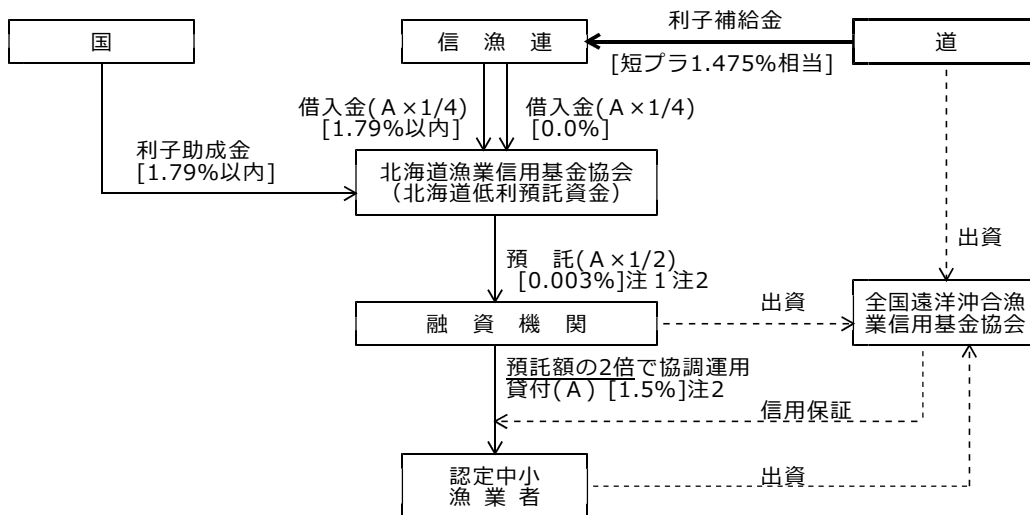 国
信 漁 連
利子補給金
[短プラ1.475%相当]
道
借入金(A×1/4)
[1.79%以内]
借入金(A×1/4)
[0.0%]
利子助成金
[1.79%以内]
北海道漁業信用基金協会
(北海道低利預託資金)
出資
預 託(A×1/2)
[0.003%]注1注2
融 資 機 関
出資
全国遠洋沖合漁
業信用基金協会
預託額の2倍で協調運用
貸付(A) [1.5%]注2
信用保証
認定中小
漁 業 者
出資